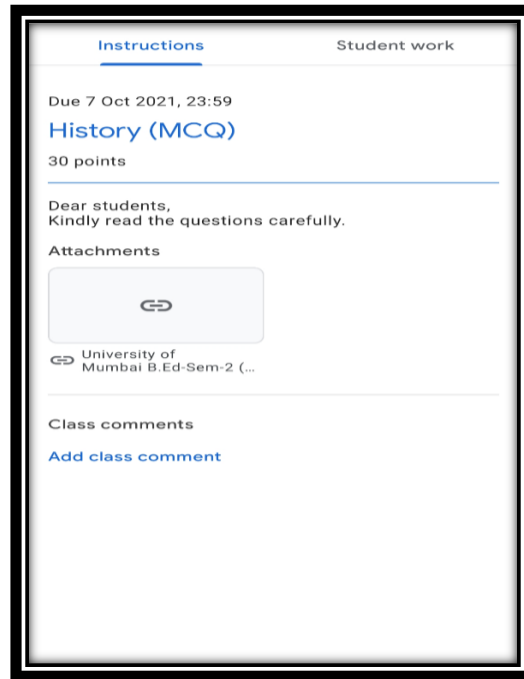 Instructions Student work
Due 7 Oct 2021, 23:59
History (MCQ)
30 points
Dear students,
Kindly read the questions carefully.
Attachments
University of
Mumbai B.Ed-Sem-2 (...
Class comments
Add class comment